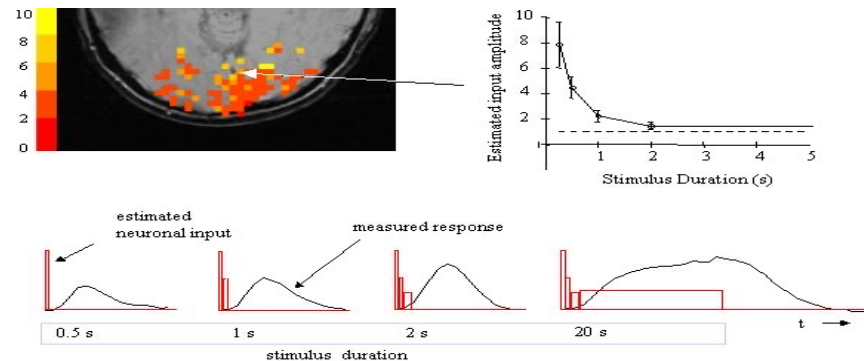 10
8
6
4
2
0
Estimated input amplitude
10
8
6
4
2
1 2 3 4 5
Stimulus Duration (s)
estimated
neuronal input
measured response
0.5 s 1 s 2 s 20 s t
stimulus duration